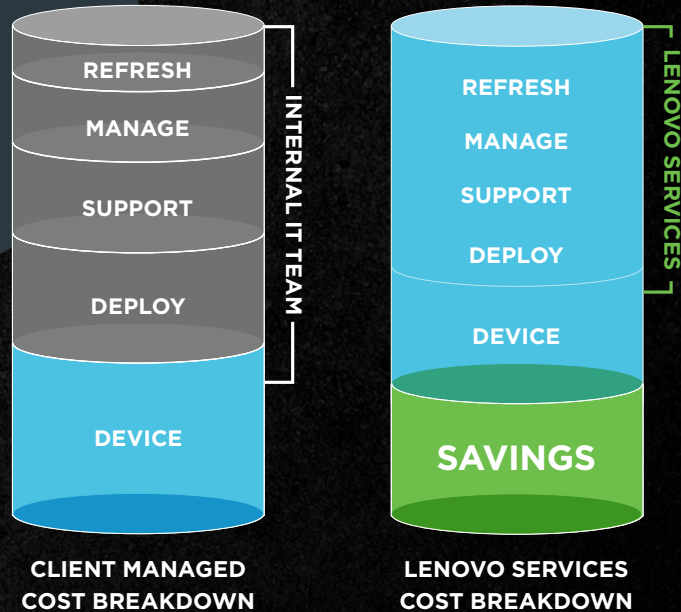 REFRESH
MANAGE
SUPPORT
DEPLOY
DEVICE
INTERNAL IT TEAM
CLIENT MANAGED
COST BREAKDOWN
REFRESH
MANAGE
SUPPORT
DEPLOY
DEVICE
SAVINGS
LENOVO SERVICES
LENOVO SERVICES
COST BREAKDOWN